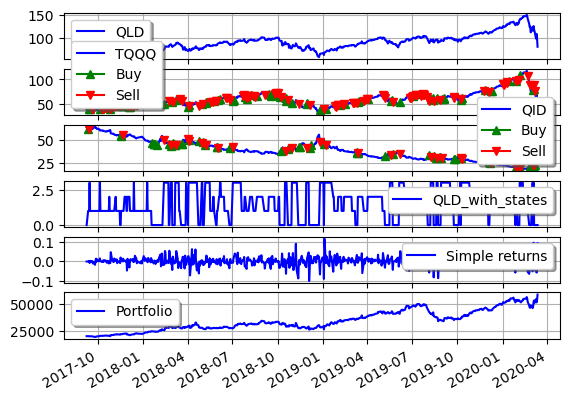 150
100
QLD
TQQQ
Buy
Sell
100
50
QID
Buy
Sell
50
25
2.5
0.0
QLD_with_states
0.1
0.0
−0.1
Simple returns
50000
25000
Portfolio
2017-10
2018-01
2018-04
2018-07
2018-10
2019-01
2019-04
2019-07
2019-10
2020-01
2020-04